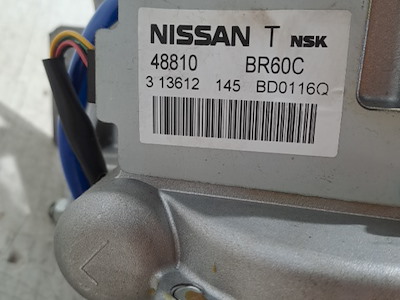 NISSAN T NSK
48810 BR60C
3 13612 145 BD0116Q